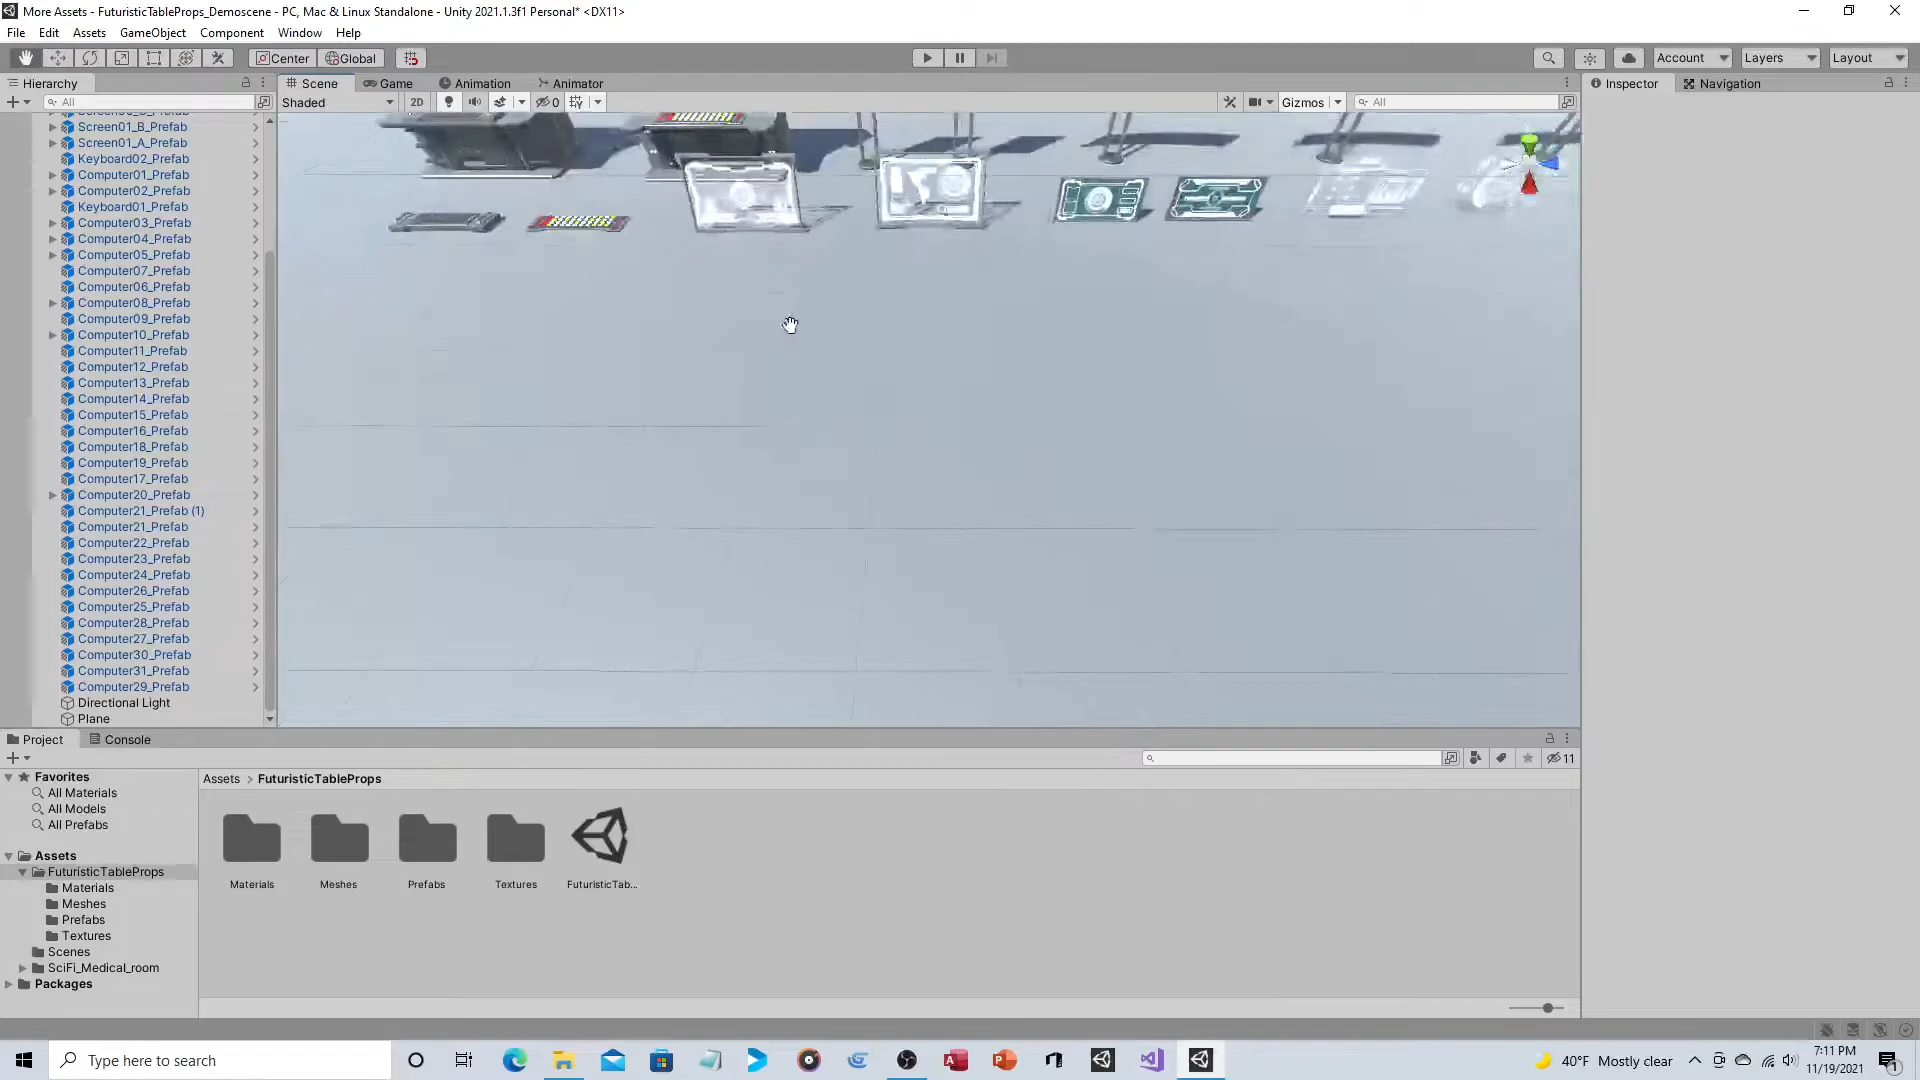 More Assets - FuturisticTableProps_Demoscene - PC, Mac & Linux Standalone - Unity 2021.1.3f1 Personal* <DX11>
File Edit Assets GameObject Component Window Help
Center Global Account Layers Layout
Hierarchy Scene Game Animation Animator Inspector Navigation
All Shaded 2D 0 Gizmos All
Screen01_B_Prefab
Screen01_A_Prefab
Keyboard02_Prefab
Computer01_Prefab
Computer02_Prefab
Keyboard01_Prefab
Computer03_Prefab
Computer04_Prefab
Computer05_Prefab
Computer07_Prefab
Computer06_Prefab
Computer08_Prefab
Computer09_Prefab
Computer10_Prefab
Computer11_Prefab
Computer12_Prefab
Computer13_Prefab
Computer14_Prefab
Computer15_Prefab
Computer16_Prefab
Computer18_Prefab
Computer19_Prefab
Computer17_Prefab
Computer20_Prefab
Computer21_Prefab (1)
Computer21_Prefab
Computer22_Prefab
Computer23_Prefab
Computer24_Prefab
Computer26_Prefab
Computer25_Prefab
Computer28_Prefab
Computer27_Prefab
Computer30_Prefab
Computer31_Prefab
Computer29_Prefab
Directional Light
Plane
Project Console
11
Favorites
All Materials
All Models
All Prefabs
Assets
FuturisticTableProps
Materials
Meshes
Prefabs
Textures
Scenes
SciFi_Medical_room
Packages
Assets > FuturisticTableProps
Materials Meshes Prefabs Textures FuturisticTab...
Type here to search
40°F Mostly clear
7:11 PM
11/19/2021
1